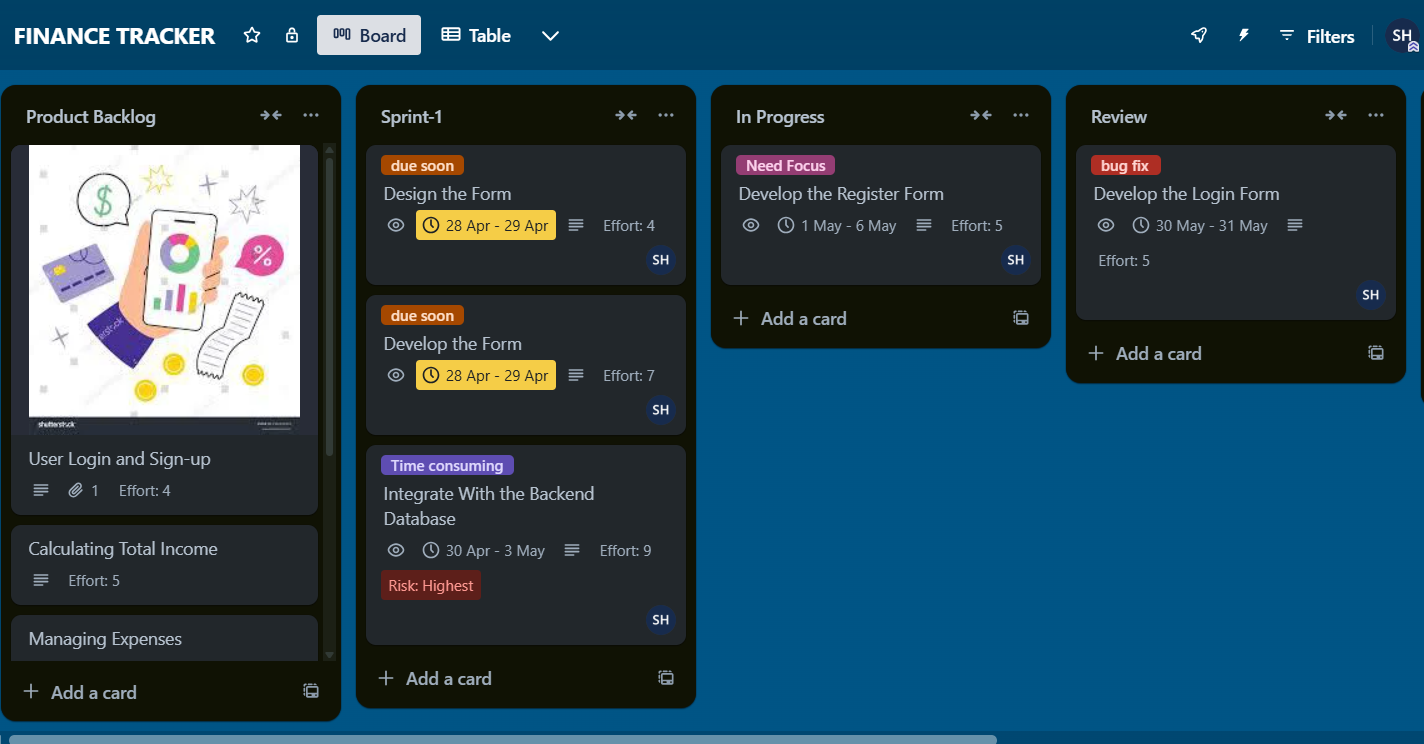 FINANCE TRACKER
Board
Table
Filters
SH
Product Backlog
$
%
shutterstock
User Login and Sign-up
1
Effort: 4
Calculating Total Income
Effort: 5
Managing Expenses
Add a card
Sprint-1
due soon
Design the Form
28 Apr - 29 Apr
Effort: 4
SH
due soon
Develop the Form
28 Apr - 29 Apr
Effort: 7
SH
Time consuming
Integrate With the Backend
Database
30 Apr - 3 May
Effort: 9
Risk: Highest
SH
Add a card
In Progress
Need Focus
Develop the Register Form
1 May - 6 May
Effort: 5
SH
Add a card
Review
bug fix
Develop the Login Form
30 May - 31 May
Effort: 5
SH
Add a card